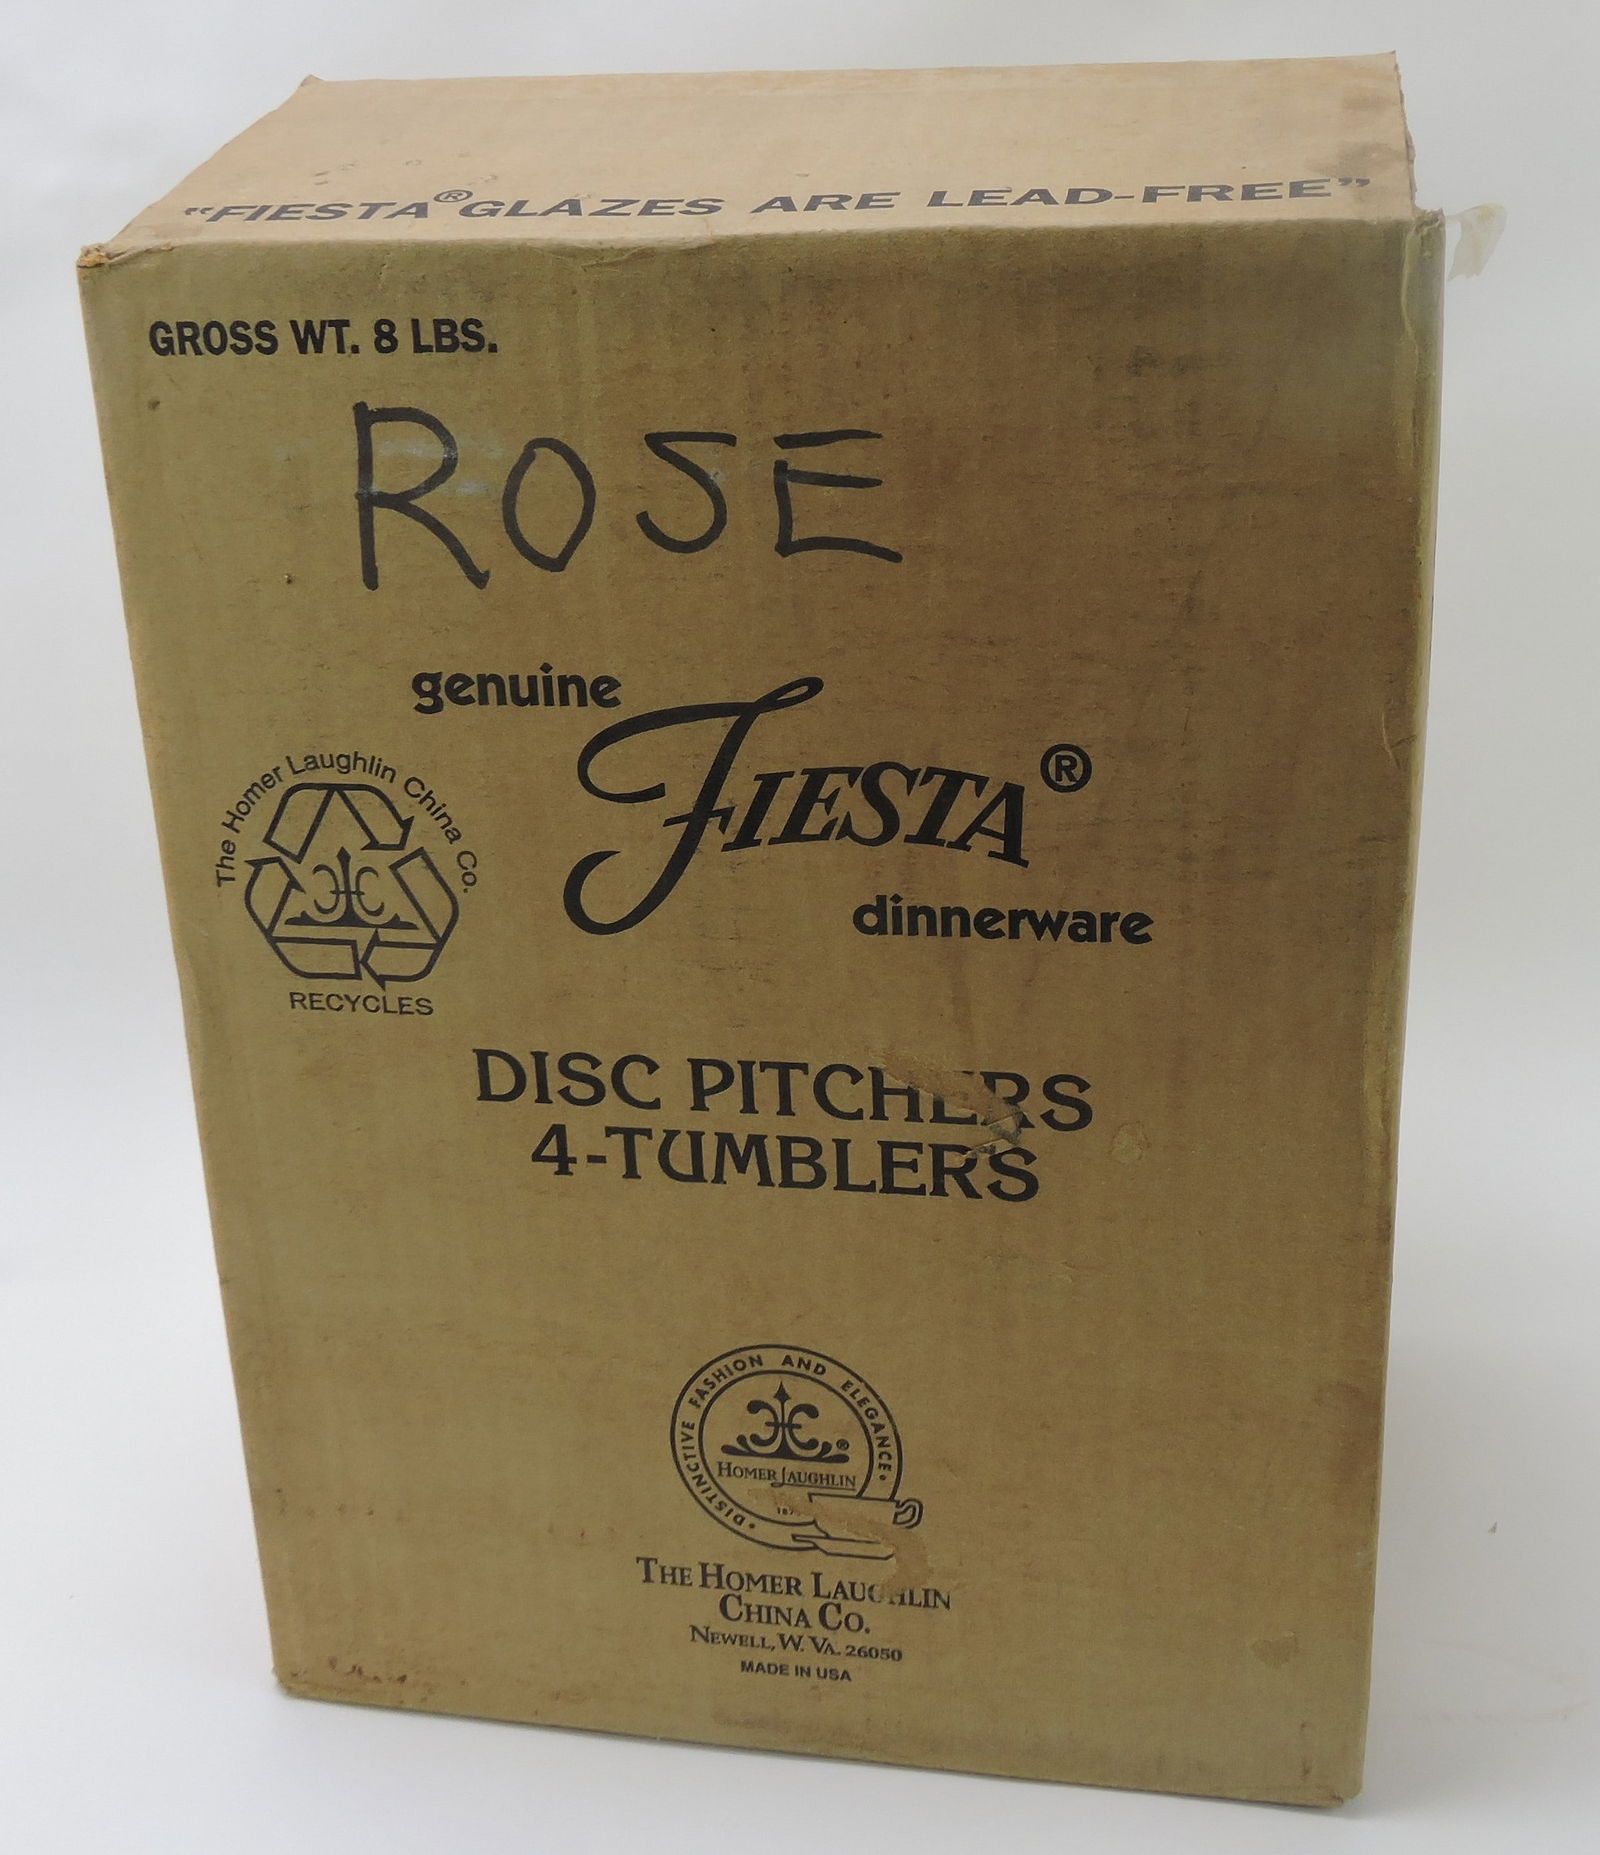 “FIESTA® GLAZES ARE LEAD-FREE”
GROSS WT. 8 LBS.
ROSE
genuine
FIESTA®
dinnerware
The Homer Laughlin China Co.
RECYCLES
DISC PITCHERS
4-TUMBLERS
• DISTINCTIVE FASHION AND ELEGANCE •
HOMER LAUGHLIN
THE HOMER LAUGHLIN
CHINA CO.
NEWELL, W. VA. 26050
MADE IN USA